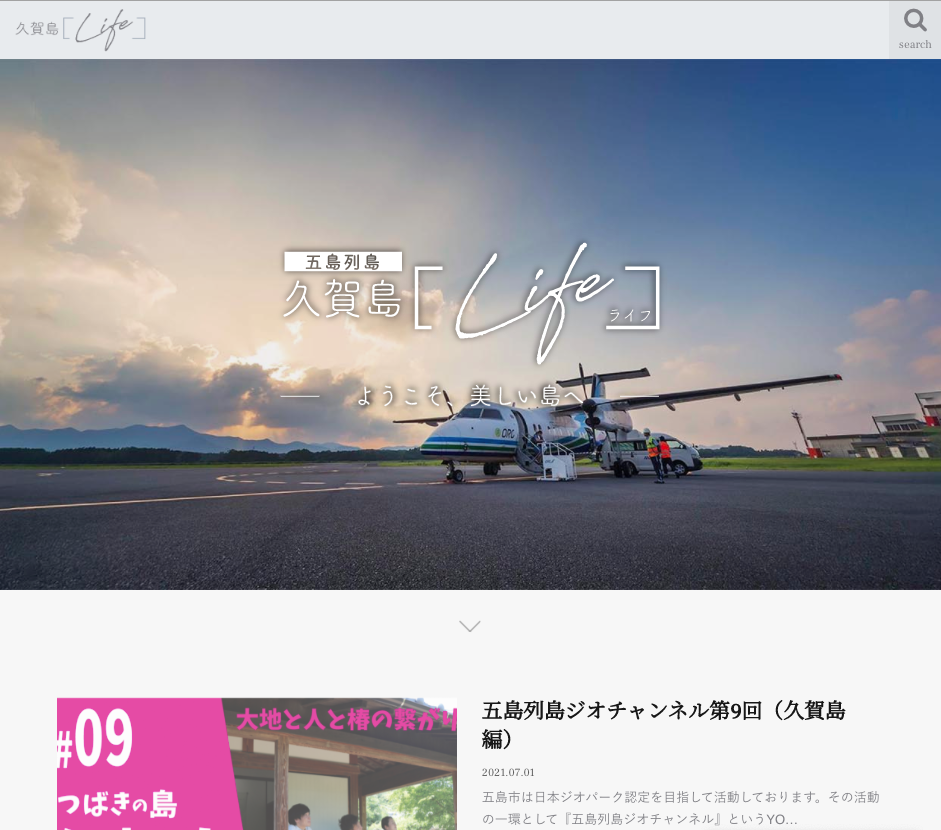 久賀島 Life
search
五島列島
久賀島 Life
ライフ
ようこそ、美しい島へ
ORC
#09
大地と人と椿の繋がり
つばきの島
五島列島ジオチャンネル第9回（久賀島
編）
2021.07.01
五島市は日本ジオパーク認定を目指して活動しております。その活動
の一環として『五島列島ジオチャンネル』というYO...